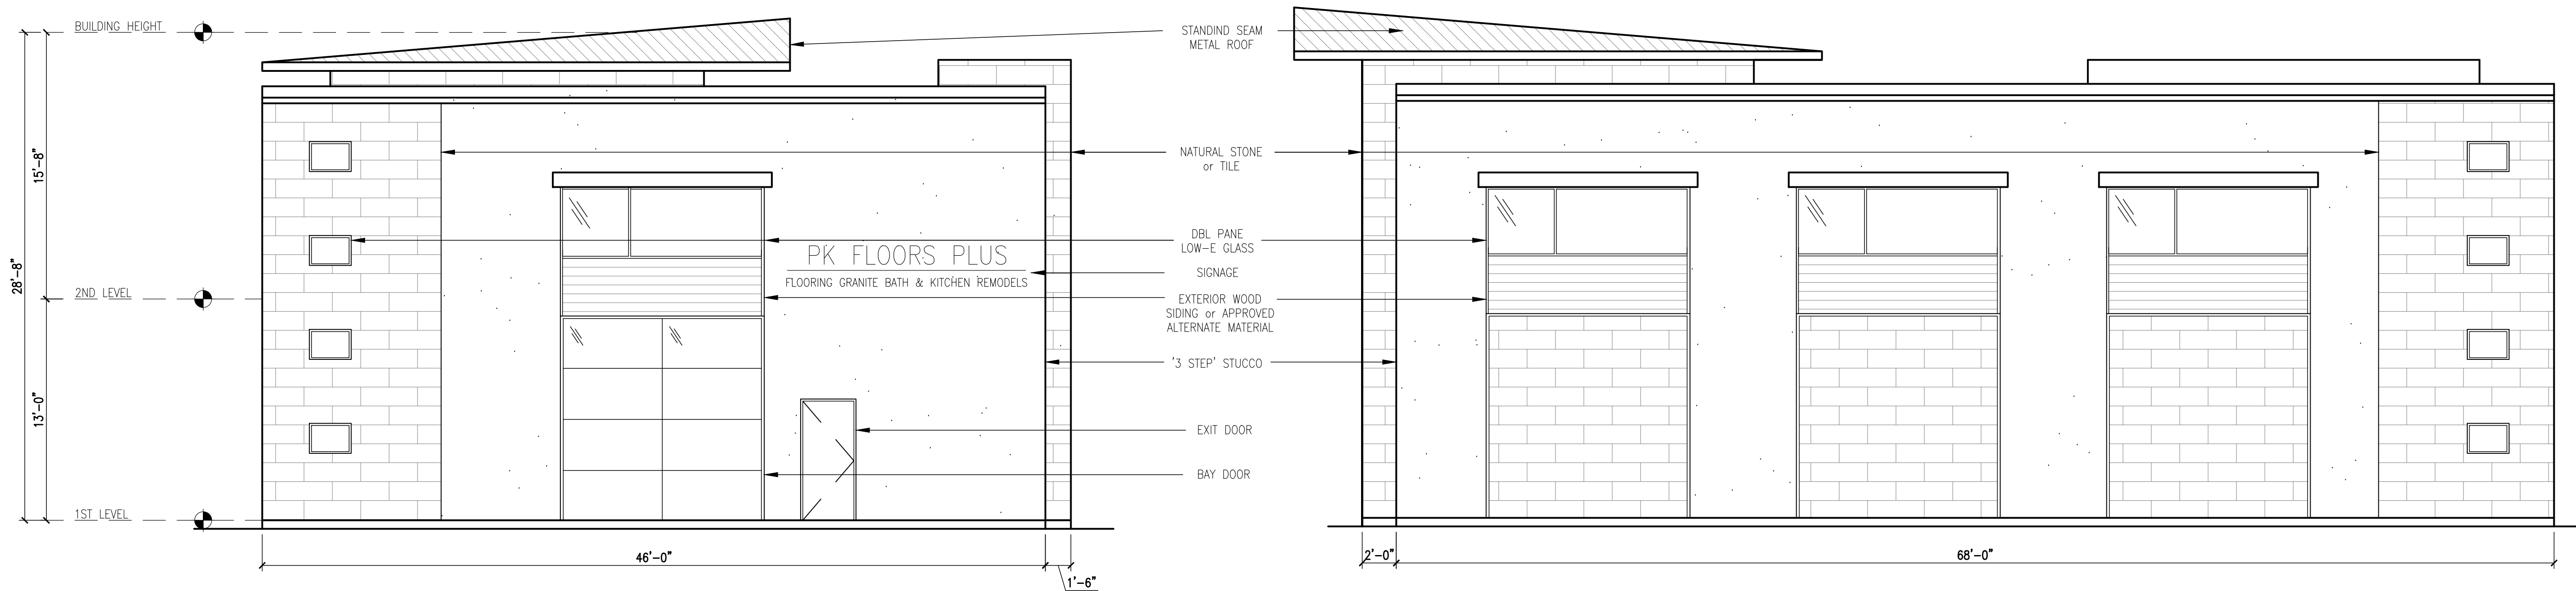 BUILDING HEIGHT
STANDIND SEAM
METAL ROOF
15'-8"
NATURAL STONE
or TILE
DBL PANE
LOW-E GLASS
PK FLOORS PLUS
SIGNAGE
FLOORING GRANITE BATH & KITCHEN REMODELS
28'-8"
2ND LEVEL
EXTERIOR WOOD
SIDING or APPROVED
ALTERNATE MATERIAL
'3 STEP' STUCCO
13'-0"
EXIT DOOR
BAY DOOR
1ST LEVEL
46'-0"
1'-6"
2'-0"
68'-0"